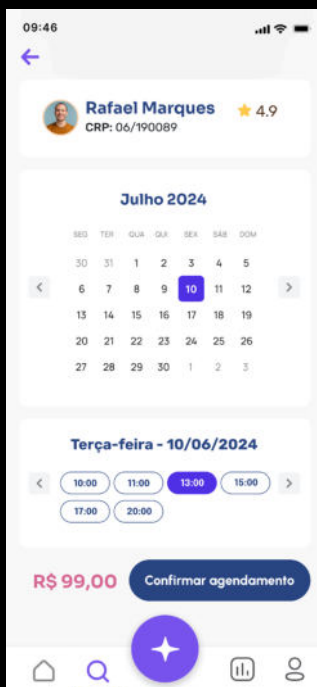 09:46
Rafael Marques 4.9
CRP: 06/190089
Julho 2024
SEG TER QUA QUI SEX SÁB DOM
30 31 1 2 3 4 5
6 7 8 9 10 11 12
13 14 15 16 17 18 19
20 21 22 23 24 25 26
27 28 29 30 1 2 3
Terça-feira - 10/06/2024
10:00 11:00 13:00 15:00
17:00 20:00
R$ 99,00 Confirmar agendamento